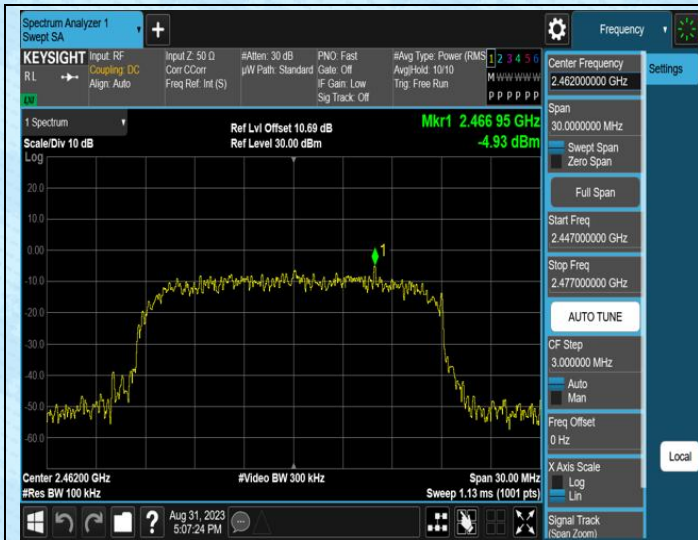 Spectrum Analyzer 1
Swept SA
+
Frequency
KEYSIGHT
RL
LXI
Input: RF
Coupling: DC
Align: Auto
Input Z: 50 Ω
Corr CCorr
Freq Ref: Int (S)
#Atten: 30 dB
µW Path: Standard
PNO: Fast
Gate: Off
IF Gain: Low
Sig Track: Off
#Avg Type: Power (RMS
Avg|Hold: 10/10
Trig: Free Run
1 2 3 4 5 6
M W W W W W
P P P P P P
1 Spectrum
Scale/Div 10 dB
Log
Ref Lvl Offset 10.69 dB
Ref Level 30.00 dBm
Mkr1 2.466 95 GHz
-4.93 dBm
20.0
10.0
0.00
-10.0
-20.0
-30.0
-40.0
-50.0
-60.0
1
Center 2.46200 GHz
#Res BW 100 kHz
#Video BW 300 kHz
Span 30.00 MHz
Sweep 1.13 ms (1001 pts)
?
Aug 31, 2023
5:07:24 PM
Center Frequency
2.462000000 GHz
Span
30.0000000 MHz
Swept Span
Zero Span
Full Span
Start Freq
2.447000000 GHz
Stop Freq
2.477000000 GHz
AUTO TUNE
CF Step
3.000000 MHz
Auto
Man
Freq Offset
0 Hz
X Axis Scale
Log
Lin
Signal Track
(Span Zoom)
Settings
Local